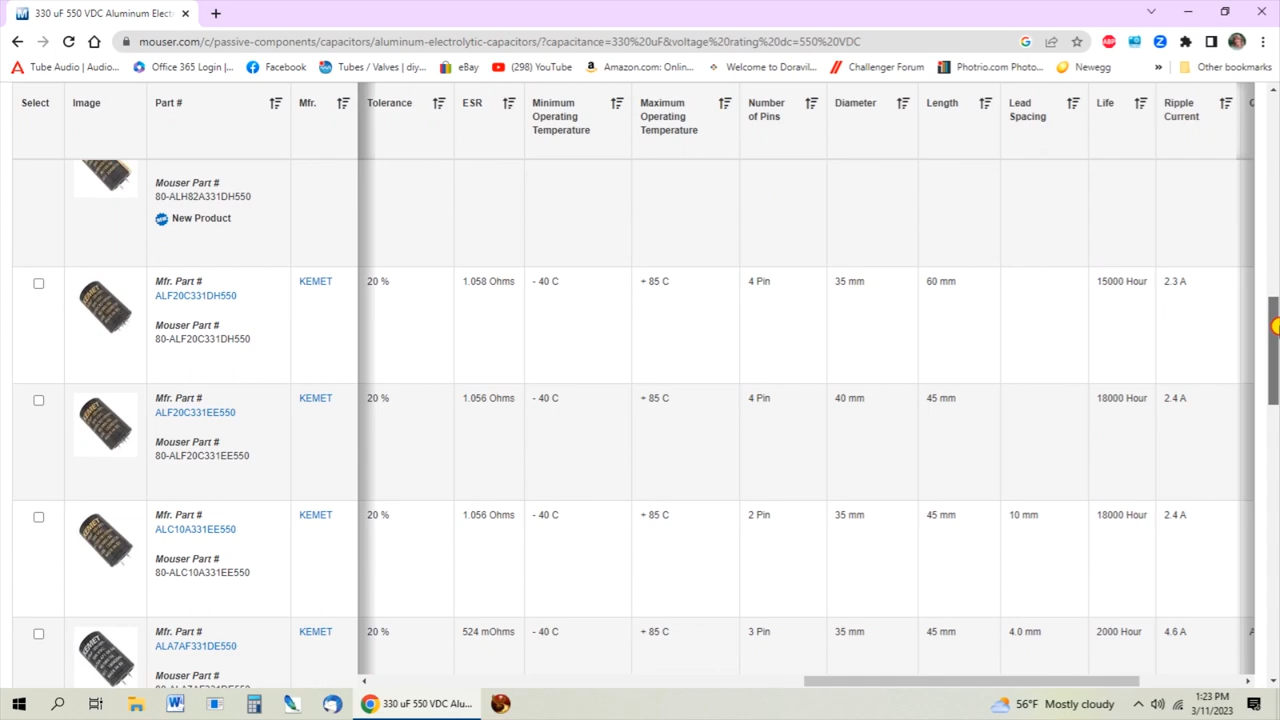 330 uF 550 VDC Aluminum Elect
mouser.com/c/passive-components/capacitors/aluminum-electrolytic-capacitors/?capacitance=330%20uF&voltage%20rating%20dc=550%20VDC
Tube Audio | Audio... Office 365 Login |... Facebook Tubes / Valves | diy... eBay (298) YouTube Amazon.com: Onlin... Welcome to Doravil... Challenger Forum Photrio.com Photo... Newegg » Other bookmarks
Select Image Part # Mfr. Tolerance ESR Minimum Operating Temperature Maximum Operating Temperature Number of Pins Diameter Length Lead Spacing Life Ripple Current
Mouser Part #
80-ALH82A331DH550
New Product
Mfr. Part # KEMET 20 % 1.058 Ohms - 40 C + 85 C 4 Pin 35 mm 60 mm 15000 Hour 2.3 A
ALF20C331DH550
Mouser Part #
80-ALF20C331DH550
Mfr. Part # KEMET 20 % 1.056 Ohms - 40 C + 85 C 4 Pin 40 mm 45 mm 18000 Hour 2.4 A
ALF20C331EE550
Mouser Part #
80-ALF20C331EE550
Mfr. Part # KEMET 20 % 1.056 Ohms - 40 C + 85 C 2 Pin 35 mm 45 mm 10 mm 18000 Hour 2.4 A
ALC10A331EE550
Mouser Part #
80-ALC10A331EE550
Mfr. Part # KEMET 20 % 524 mOhms - 40 C + 85 C 3 Pin 35 mm 45 mm 4.0 mm 2000 Hour 4.6 A
ALA7AF331DE550
Mouser Part #
330 uF 550 VDC Alu... 56°F Mostly cloudy 1:23 PM
3/11/2023